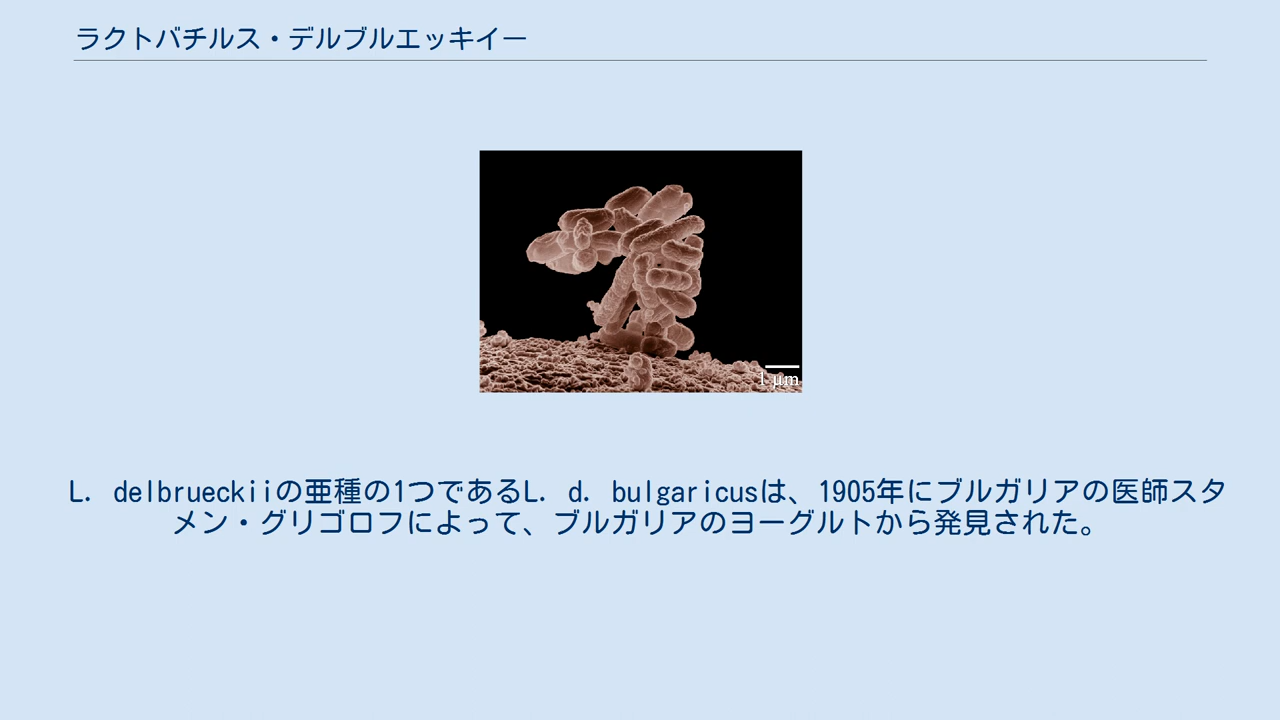 ラクトバチルス・デルブルエッキイー
1 μm
L. delbrueckiiの亜種の1つであるL. d. bulgaricusは、1905年にブルガリアの医師スタ
メン・グリゴロフによって、ブルガリアのヨーグルトから発見された。